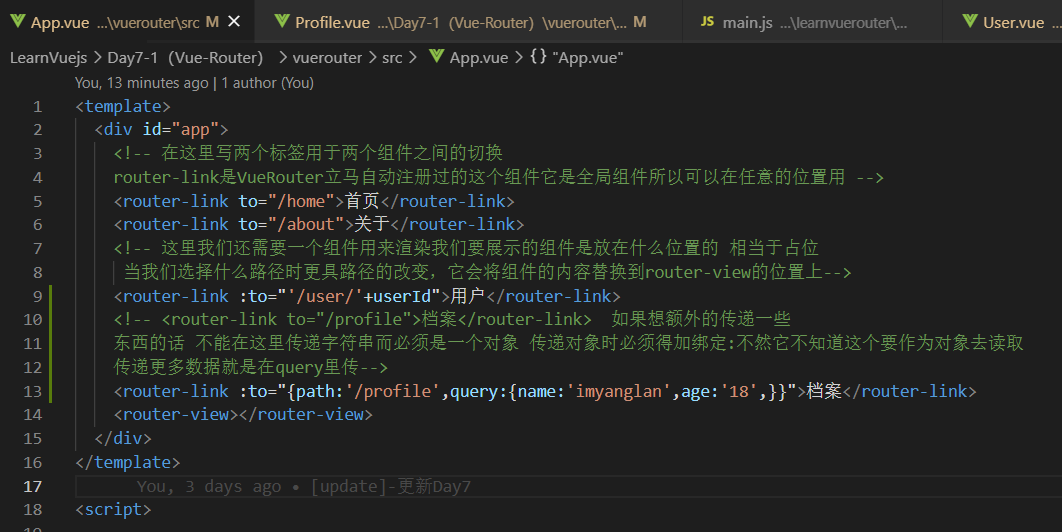 App.vue ...\vuerouter\src M × Profile.vue ...\Day7-1（Vue-Router）\vuerouter\... M JS main.js ...\learnvuerouter\... User.vue ...
LearnVuejs > Day7-1（Vue-Router） > vuerouter > src > App.vue > {} "App.vue"
You, 13 minutes ago | 1 author (You)
1 <template>
2 <div id="app">
3 <!-- 在这里写两个标签用于两个组件之间的切换
4 router-link是VueRouter立马自动注册过的这个组件它是全局组件所以可以在任意的位置用 -->
5 <router-link to="/home">首页</router-link>
6 <router-link to="/about">关于</router-link>
7 <!-- 这里我们还需要一个组件用来渲染我们要展示的组件是放在什么位置的 相当于占位
8 当我们选择什么路径时更具路径的改变，它会将组件的内容替换到router-view的位置上-->
9 <router-link :to="'/user/'+userId">用户</router-link>
10 <!-- <router-link to="/profile">档案</router-link> 如果想额外的传递一些
11 东西的话 不能在这里传递字符串而必须是一个对象 传递对象时必须得加绑定:不然它不知道这个要作为对象去读取
12 传递更多数据就是在query里传-->
13 <router-link :to="{path:'/profile',query:{name:'imyanglan',age:'18',}}">档案</router-link>
14 <router-view></router-view>
15 </div>
16 </template>
17 You, 3 days ago • [update]-更新Day7
18 <script>